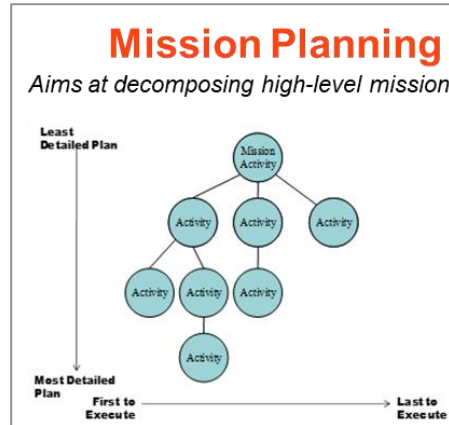 Mission Planning
Aims at decomposing high-level mission
Least
Detailed Plan
Mission
Activity
Activity
Activity
Activity
Activity
Activity
Activity
Activity
Most Detailed
Plan
First to
Execute
Last to
Execute